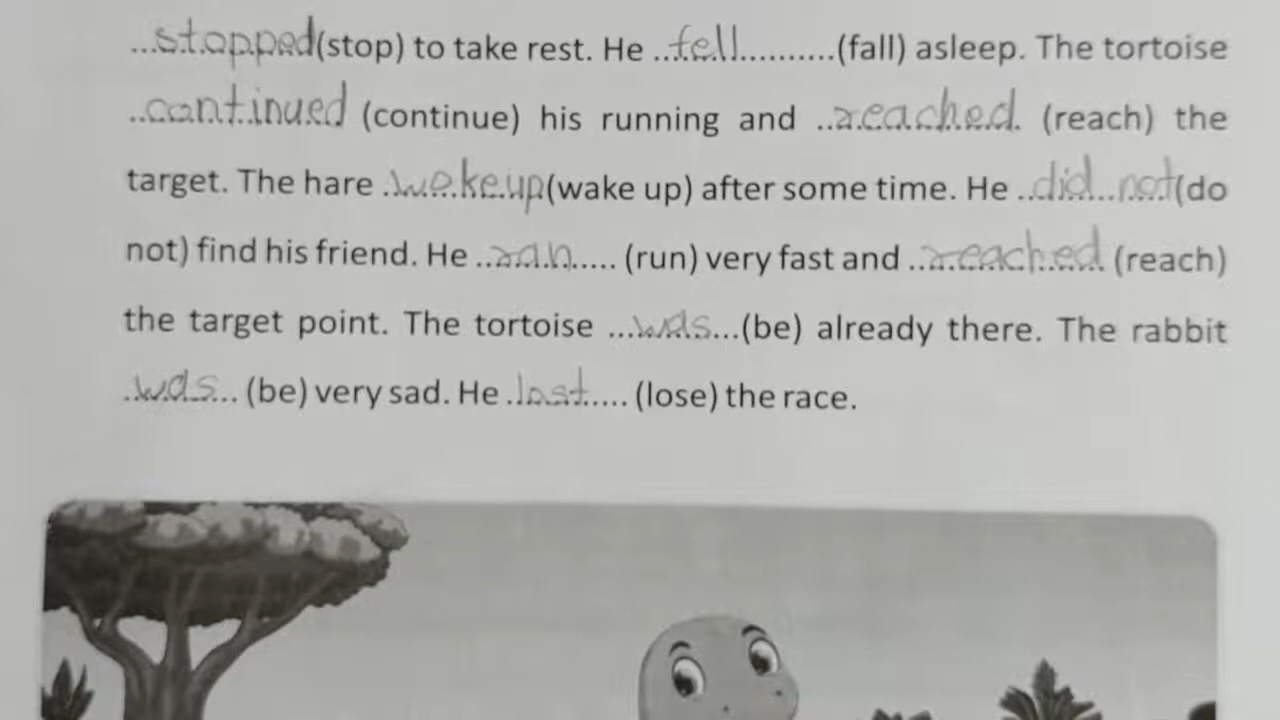 ...stopped(stop) to take rest. He ...fell..........(fall) asleep. The tortoise
..continued (continue) his running and ..reached. (reach) the
target. The hare .wokeup(wake up) after some time. He ..did not(do
not) find his friend. He ..ran..... (run) very fast and ..reached (reach)
the target point. The tortoise ...was...(be) already there. The rabbit
.was... (be) very sad. He .lost.... (lose) the race.